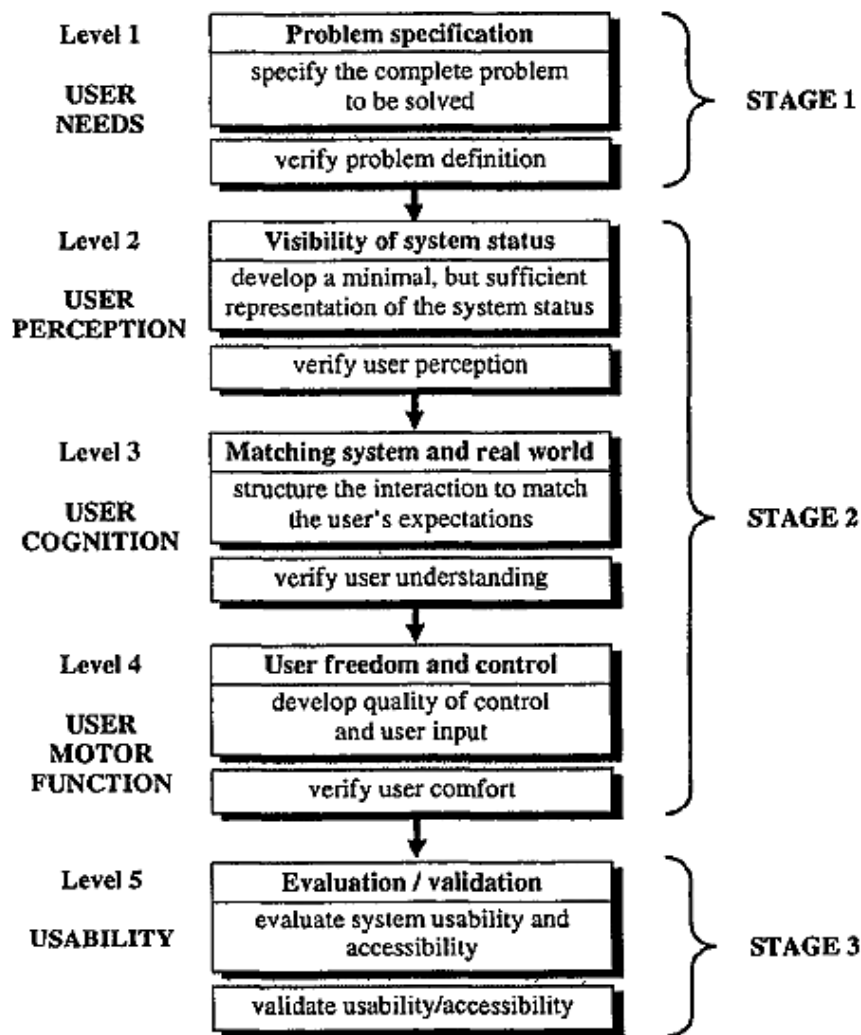 Level 1
Problem specification
USER
NEEDS
specify the complete problem
to be solved
verify problem definition
STAGE 1
Level 2
Visibility of system status
USER
PERCEPTION
develop a minimal, but sufficient
representation of the system status
verify user perception
Level 3
Matching system and real world
USER
COGNITION
structure the interaction to match
the user's expectations
verify user understanding
STAGE 2
Level 4
User freedom and control
USER
MOTOR
FUNCTION
develop quality of control
and user input
verify user comfort
Level 5
Evaluation / validation
USABILITY
evaluate system usability and
accessibility
validate usability/accessibility
STAGE 3